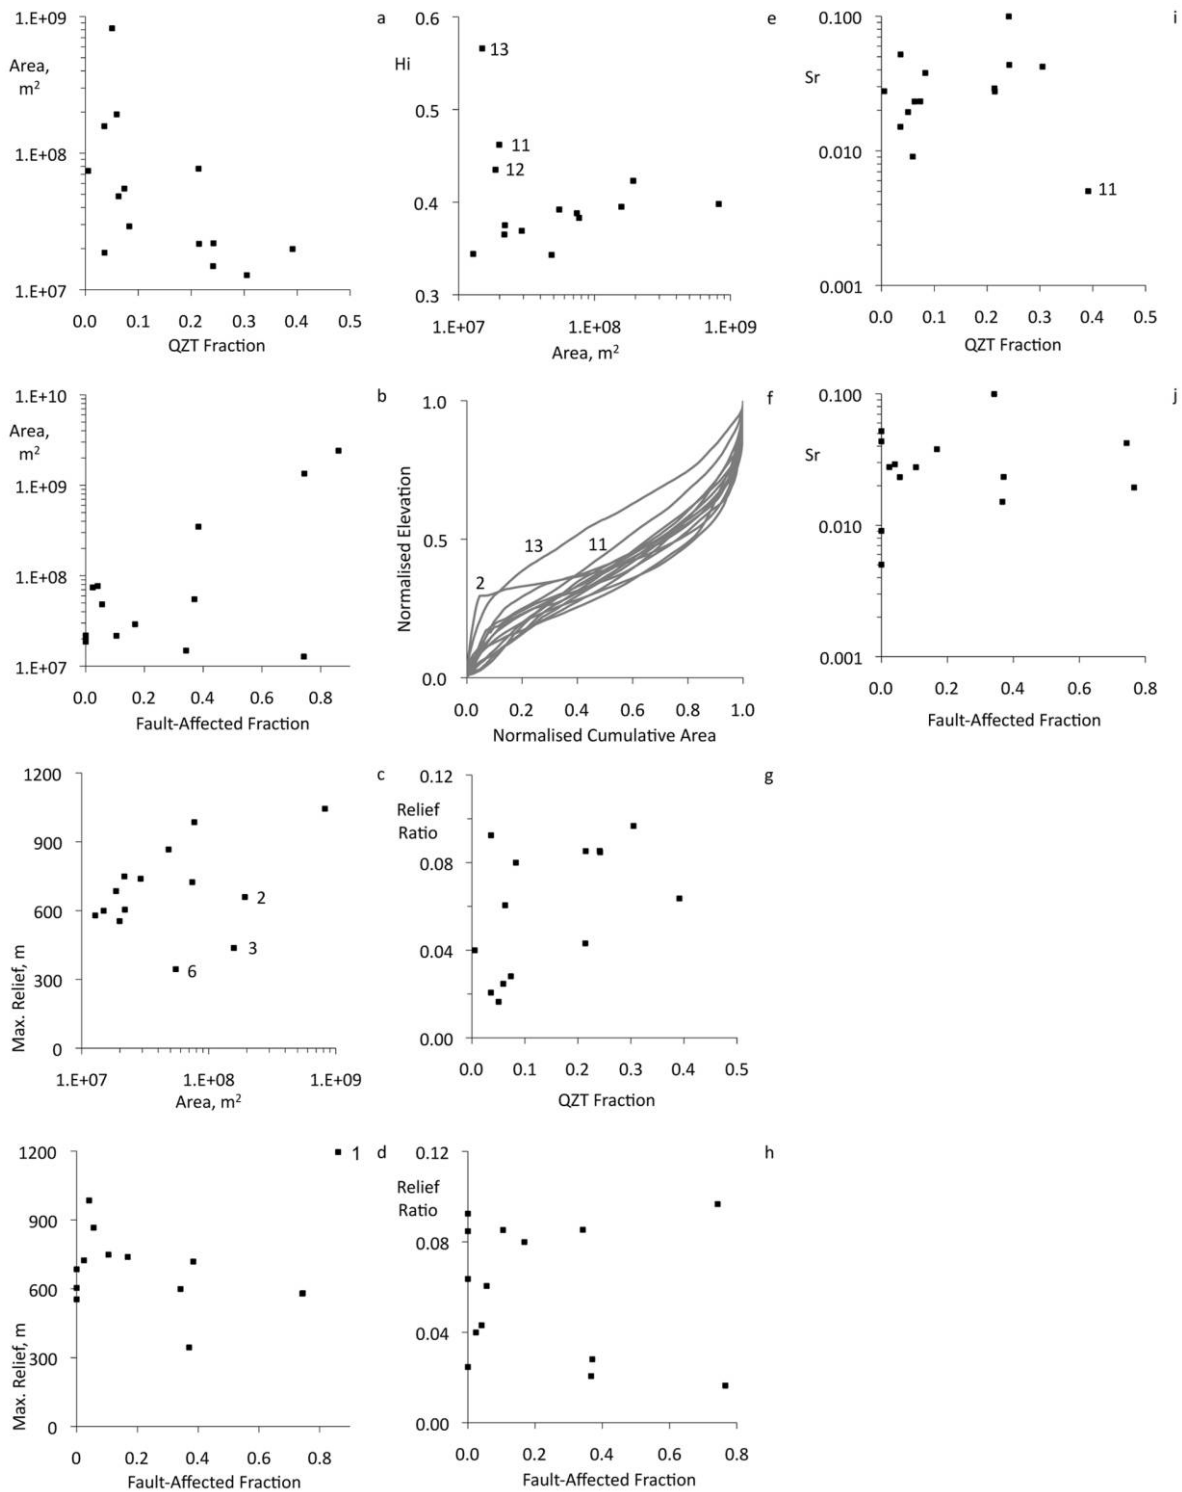 a
1.E+09
Area,
m²
1.E+08
1.E+07
0.0 0.1 0.2 0.3 0.4 0.5
QZT Fraction
e
0.6
Hi
0.5
0.4
0.3
13
11
12
1.E+07 1.E+08 1.E+09
Area, m²
i
0.100
Sr
0.010
0.001
11
0.0 0.1 0.2 0.3 0.4 0.5
QZT Fraction
b
1.E+10
Area,
m²
1.E+09
1.E+08
1.E+07
0.0 0.2 0.4 0.6 0.8
Fault-Affected Fraction
f
1.0
0.5
0.0
Normalised Elevation
13
11
2
0.0 0.2 0.4 0.6 0.8 1.0
Normalised Cumulative Area
j
0.100
Sr
0.010
0.001
0.0 0.2 0.4 0.6 0.8
Fault-Affected Fraction
c
1200
900
600
300
0
Max. Relief, m
2
3
6
1.E+07 1.E+08 1.E+09
Area, m²
g
0.12
Relief
Ratio
0.08
0.04
0.00
0.0 0.1 0.2 0.3 0.4 0.5
QZT Fraction
d
1200
900
600
300
0
Max. Relief, m
1
0 0.2 0.4 0.6 0.8
Fault-Affected Fraction
h
0.12
Relief
Ratio
0.08
0.04
0.00
0.0 0.2 0.4 0.6 0.8
Fault-Affected Fraction